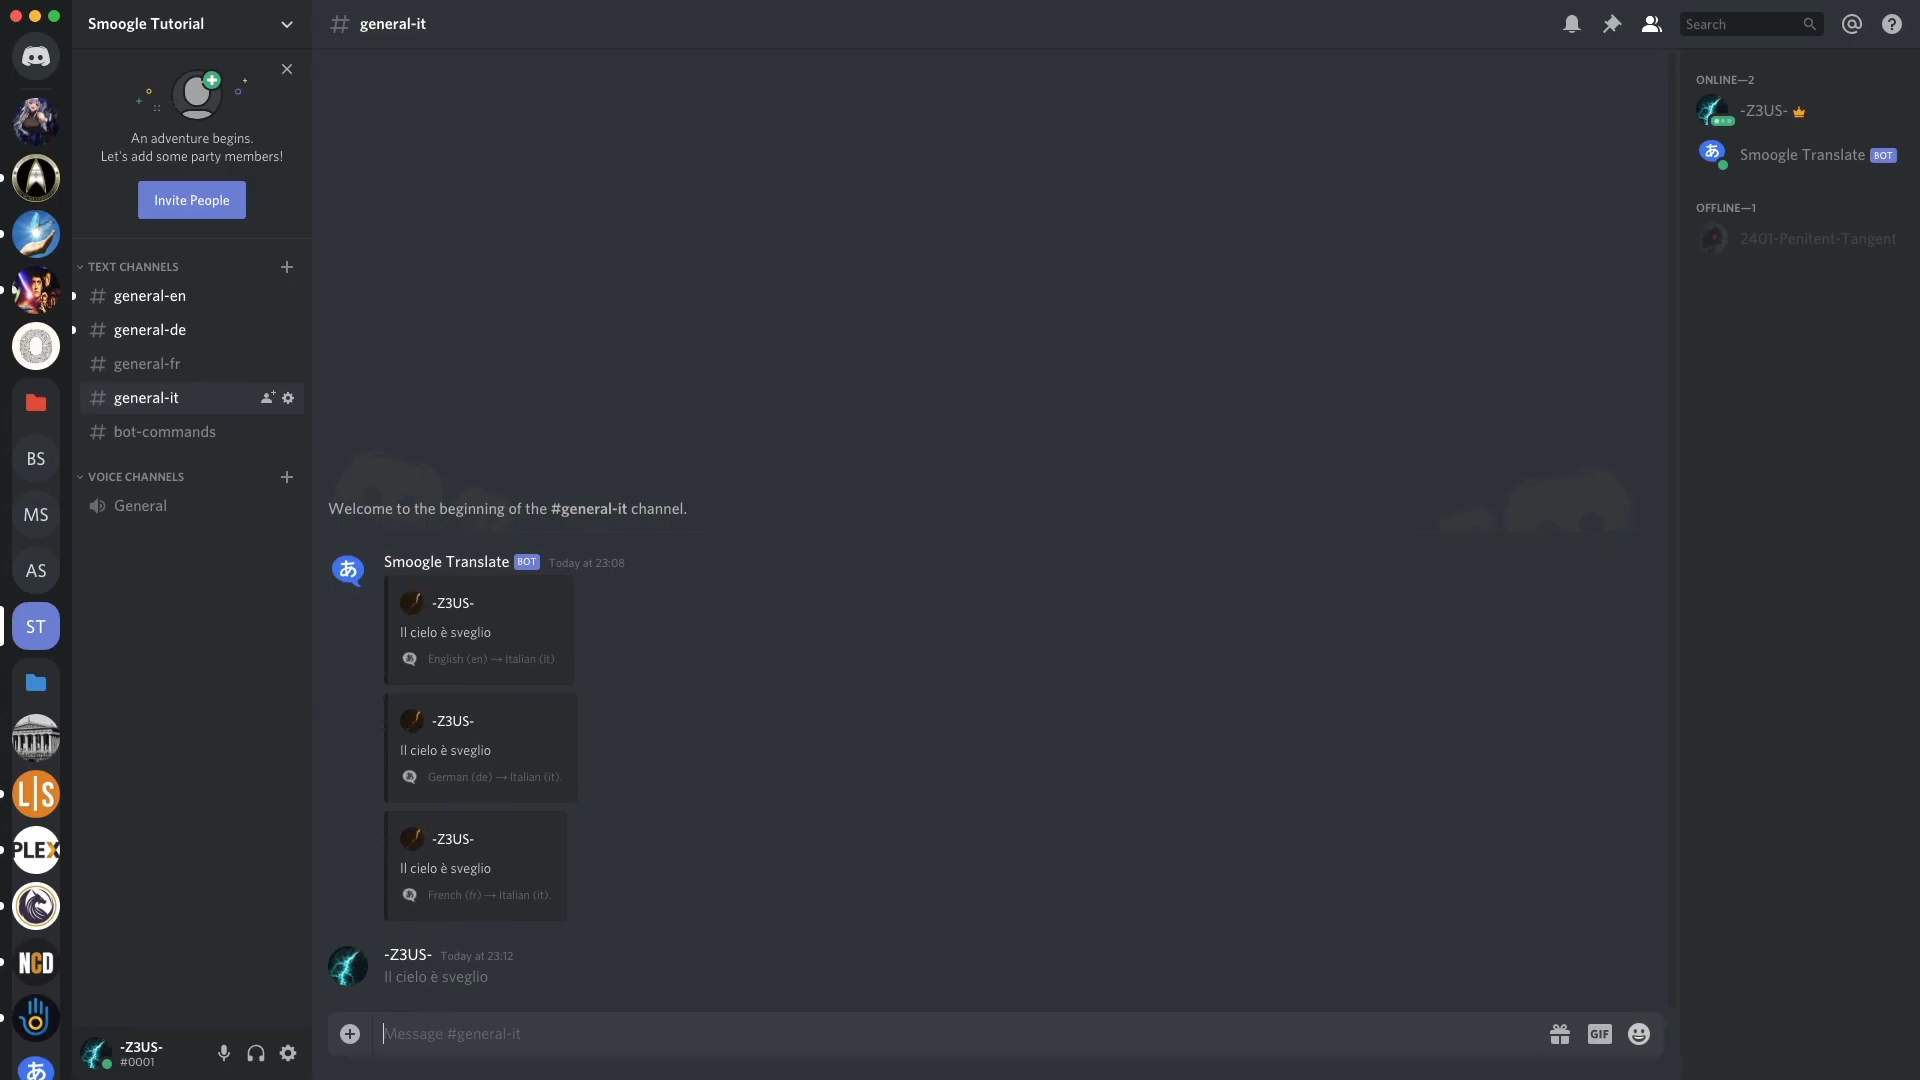 Smoogle Tutorial
An adventure begins.
Let's add some party members!
Invite People
TEXT CHANNELS
general-en
general-de
general-fr
general-it
bot-commands
VOICE CHANNELS
General
BS
MS
AS
ST
L|S
PLEX
NCD
あ
-Z3US-
#0001
# general-it
Search
Welcome to the beginning of the #general-it channel.
あ
Smoogle Translate BOT Today at 23:08
-Z3US-
Il cielo è sveglio
English (en) → Italian (it).
-Z3US-
Il cielo è sveglio
German (de) → Italian (it).
-Z3US-
Il cielo è sveglio
French (fr) → Italian (it).
-Z3US- Today at 23:12
Il cielo è sveglio
Message #general-it
GIF
ONLINE—2
-Z3US-
あ
Smoogle Translate BOT
OFFLINE—1
2401-Penitent-Tangent